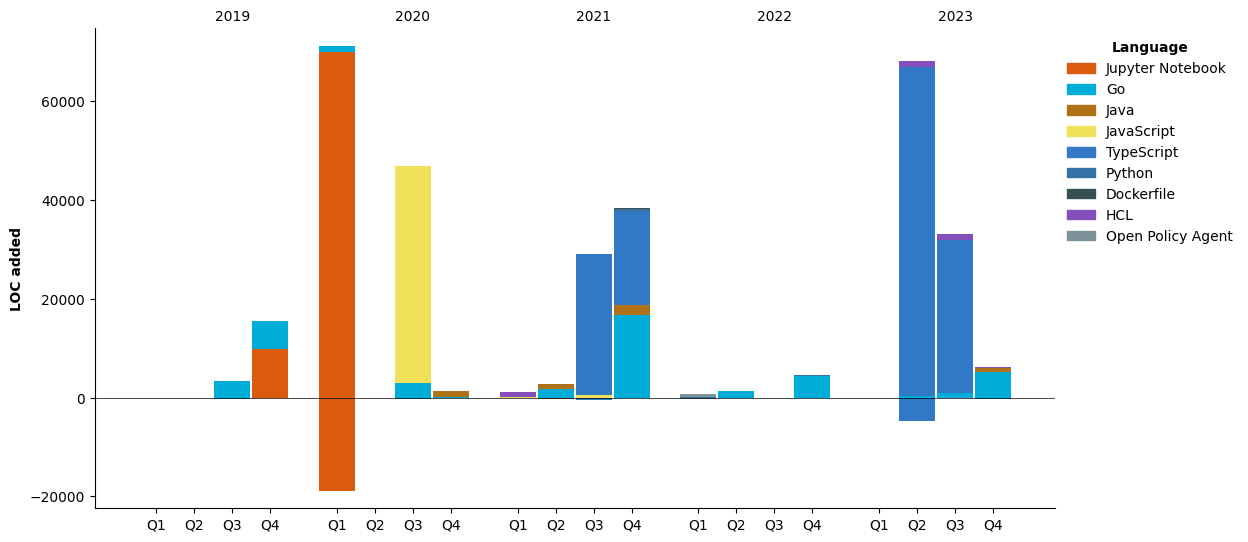 2019 2020 2021 2022 2023
LOC added
60000
40000
20000
0
−20000
Q1 Q2 Q3 Q4 Q1 Q2 Q3 Q4 Q1 Q2 Q3 Q4 Q1 Q2 Q3 Q4 Q1 Q2 Q3 Q4
Language
Jupyter Notebook
Go
Java
JavaScript
TypeScript
Python
Dockerfile
HCL
Open Policy Agent